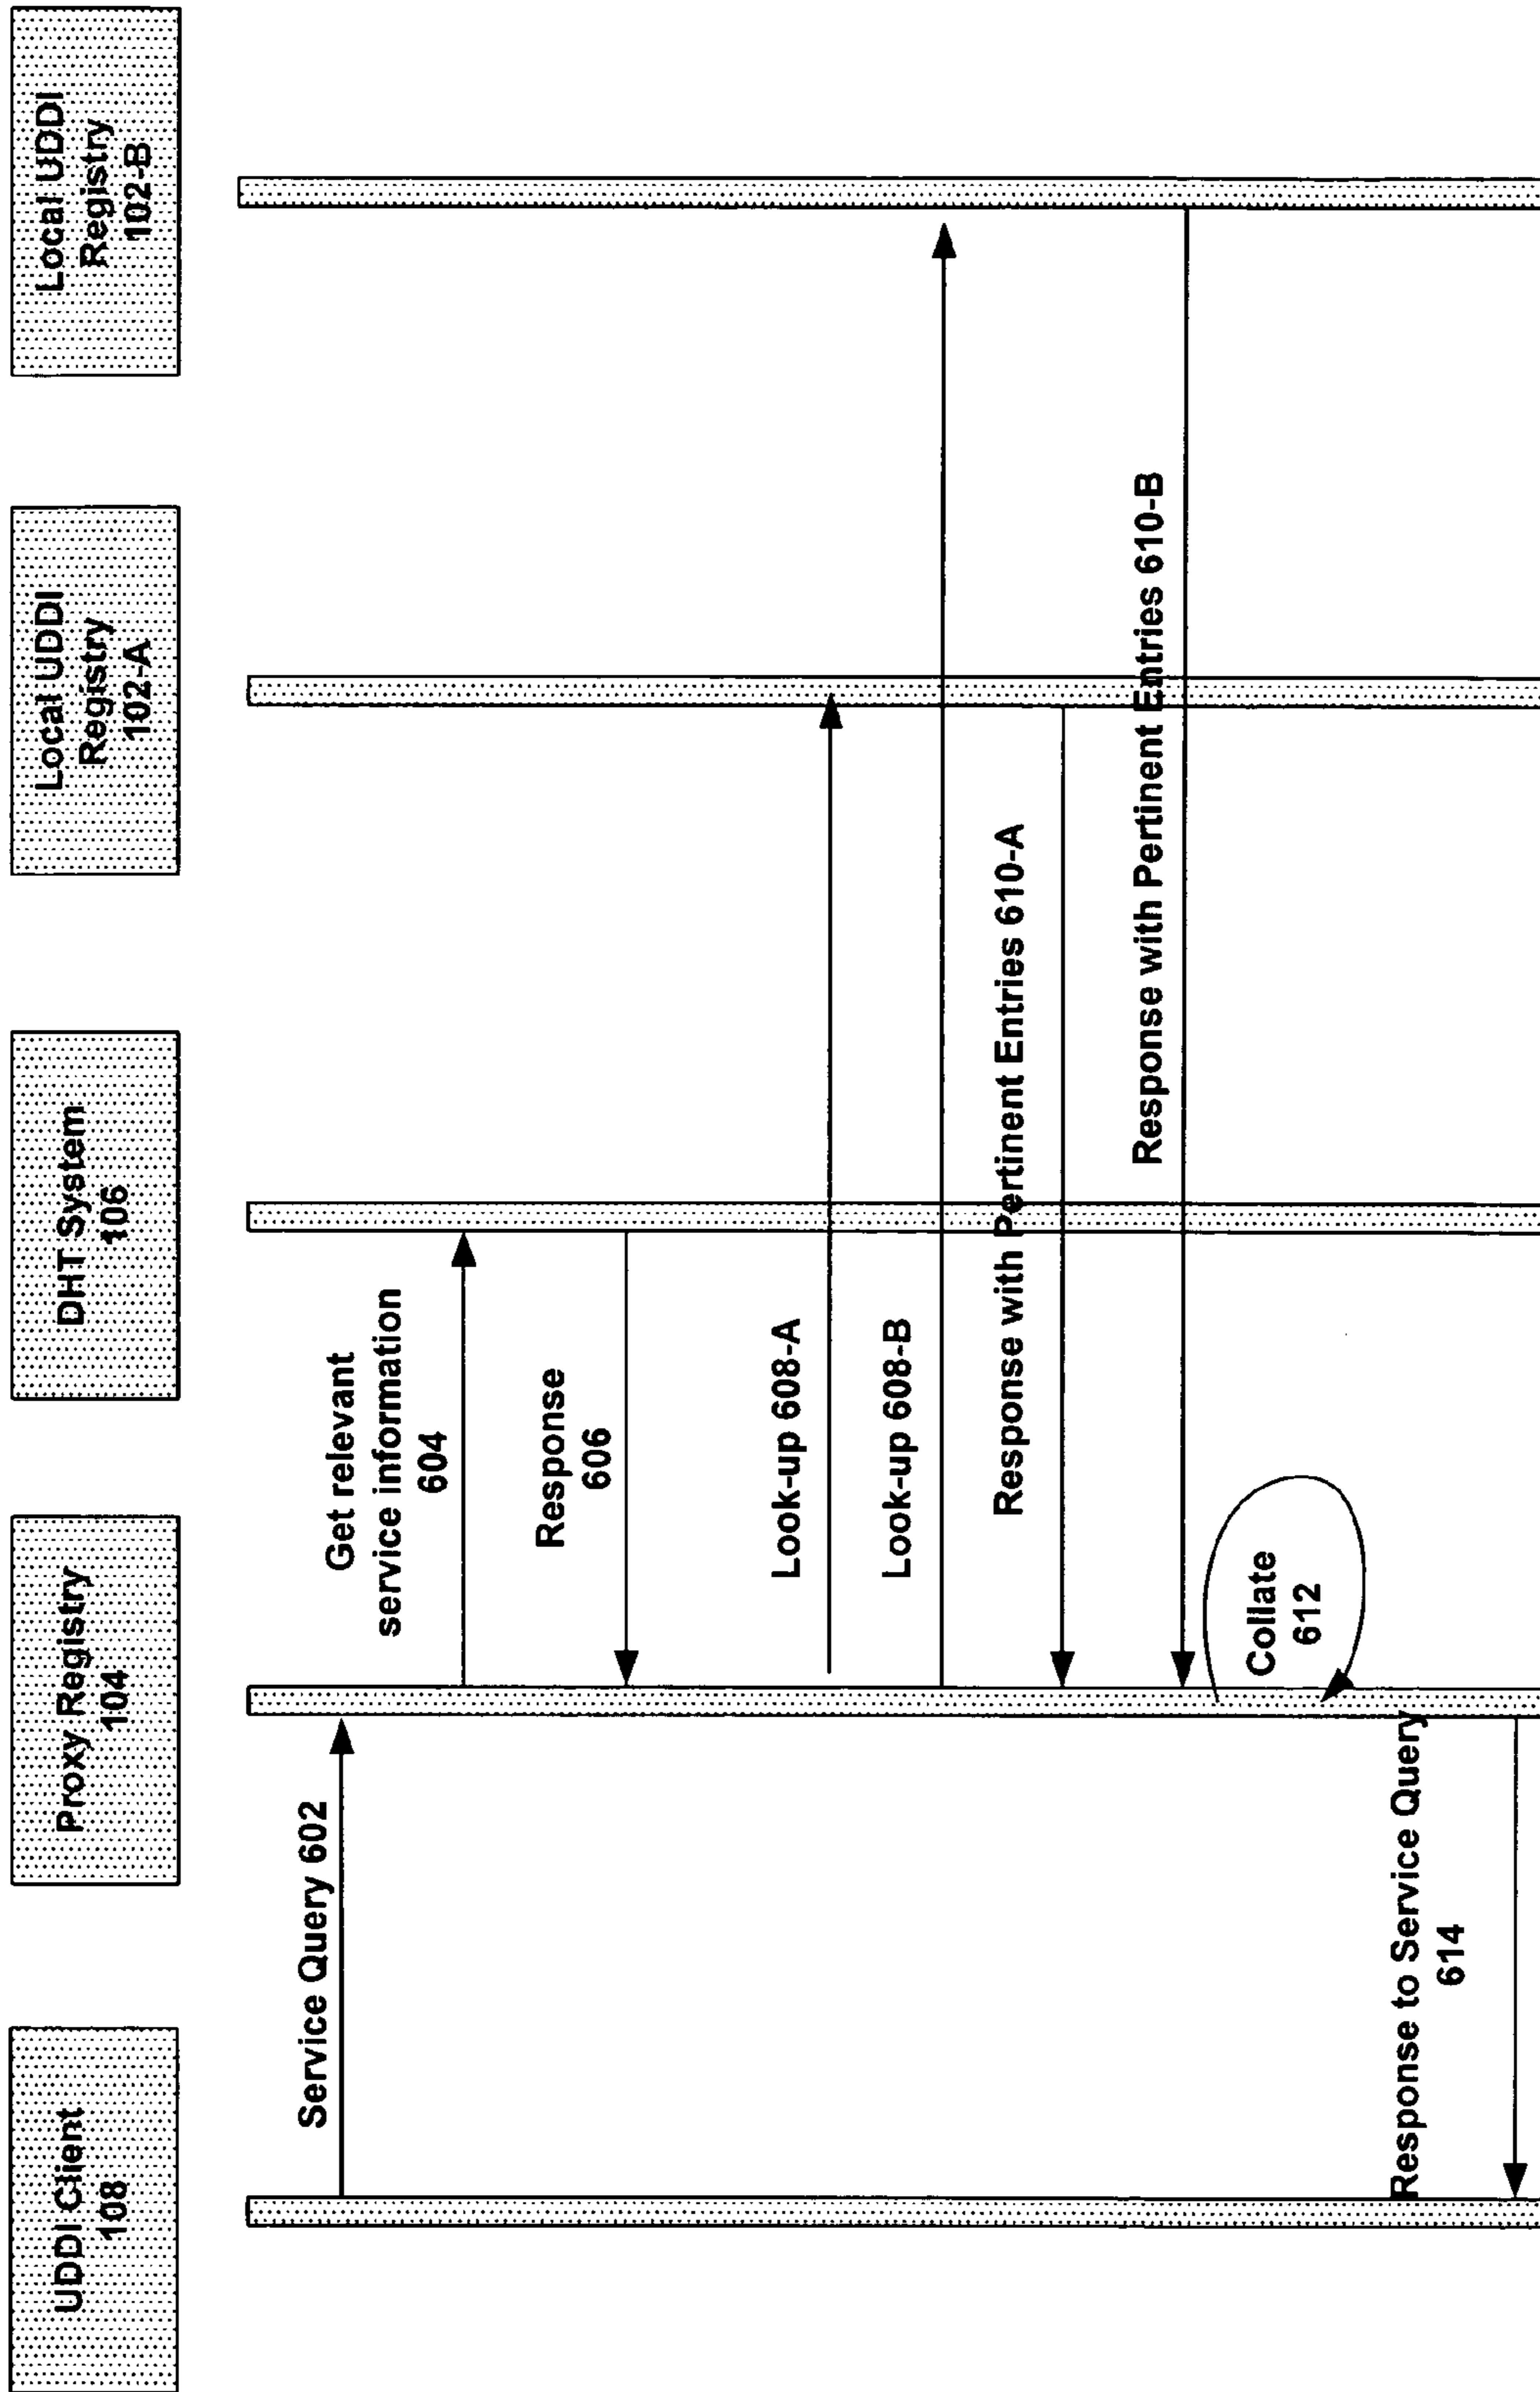 UDDI Client
108
Proxy Registry
104
DHT System
106
Local UDDI
Registry
102-A
Local UDDI
Registry
102-B
Service Query 602
Get relevant
service information
604
Response
606
Look-up 608-A
Look-up 608-B
Response with Pertinent Entries 610-A
Response with Pertinent Entries 610-B
Collate
612
Response to Service Query
614